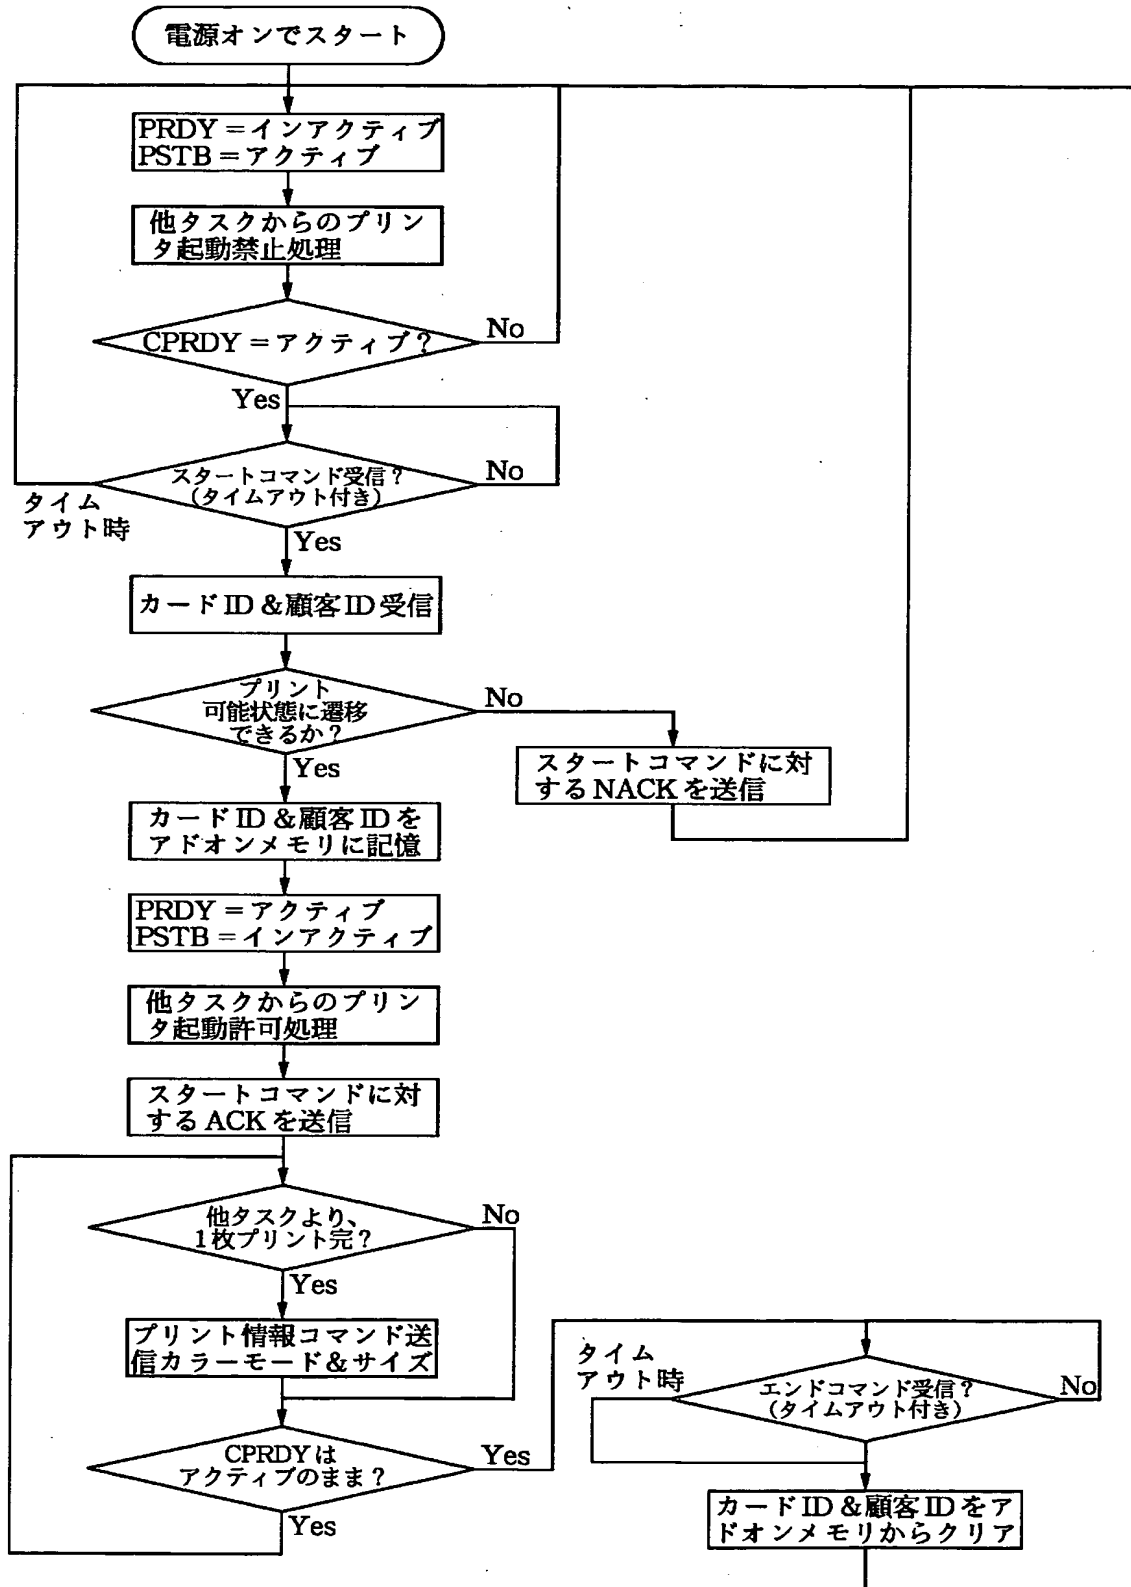 電源オンでスタート
PRDY=インアクティブ
PSTB=アクティブ
他タスクからのプリン
タ起動禁止処理
CPRDY=アクティブ?
No
Yes
スタートコマンド受信?
(タイムアウト付き)
No
タイム
アウト時
Yes
カードID&顧客ID受信
プリント
可能状態に遷移
できるか?
No
Yes
スタートコマンドに対
するNACKを送信
カードID&顧客IDを
アドオンメモリに記憶
PRDY=アクティブ
PSTB=インアクティブ
他タスクからのプリン
タ起動許可処理
スタートコマンドに対
するACKを送信
他タスクより、
1枚プリント完?
No
Yes
プリント情報コマンド送
信カラーモード&サイズ
CPRDYは
アクティブのまま?
Yes
Yes
タイム
アウト時
エンドコマンド受信?
(タイムアウト付き)
No
カードID&顧客IDをア
ドオンメモリからクリア